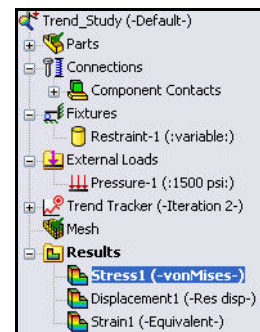 Trend_Study (-Default-)
Parts
Connections
Component Contacts
Fixtures
Restraint-1 (:variable:)
External Loads
Pressure-1 (:1500 psi:)
Trend Tracker (-Iteration 2-)
Mesh
Results
Stress1 (-vonMises-)
Displacement1 (-Res disp-)
Strain1 (-Equivalent-)